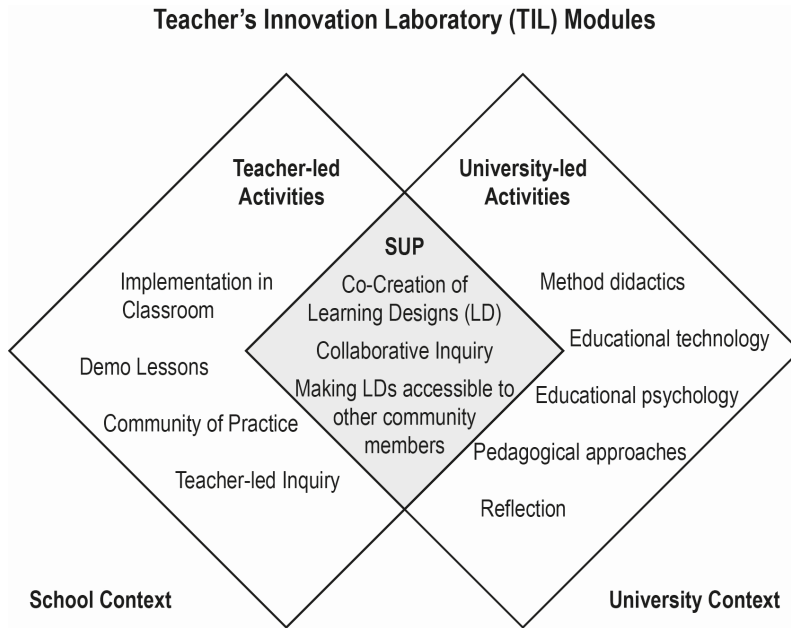 Teacher's Innovation Laboratory (TIL) Modules
Teacher-led
Activities
Implementation in
Classroom
Demo Lessons
Community of Practice
Teacher-led Inquiry
School Context
SUP
Co-Creation of
Learning Designs (LD)
Collaborative Inquiry
Making LDs accessible to
other community
members
University-led
Activities
Method didactics
Educational technology
Educational psychology
Pedagogical approaches
Reflection
University Context